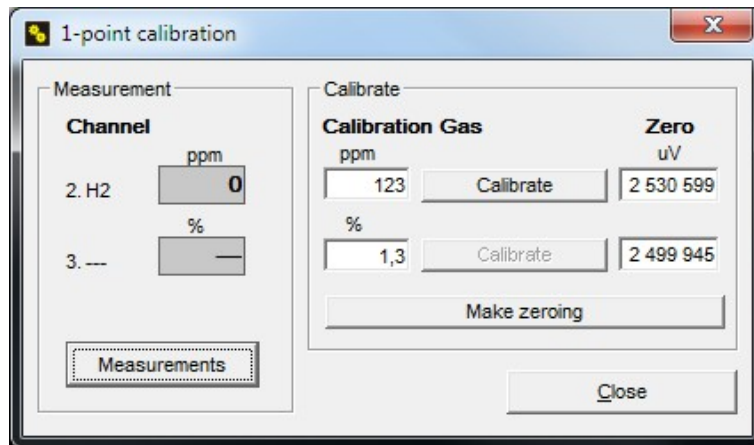 1-point calibration
Measurement
Channel
ppm
2. H2 0
%
3. --- —
Measurements
Calibrate
Calibration Gas Zero
ppm uV
123 Calibrate 2 530 599
%
1,3 Calibrate 2 499 945
Make zeroing
Close